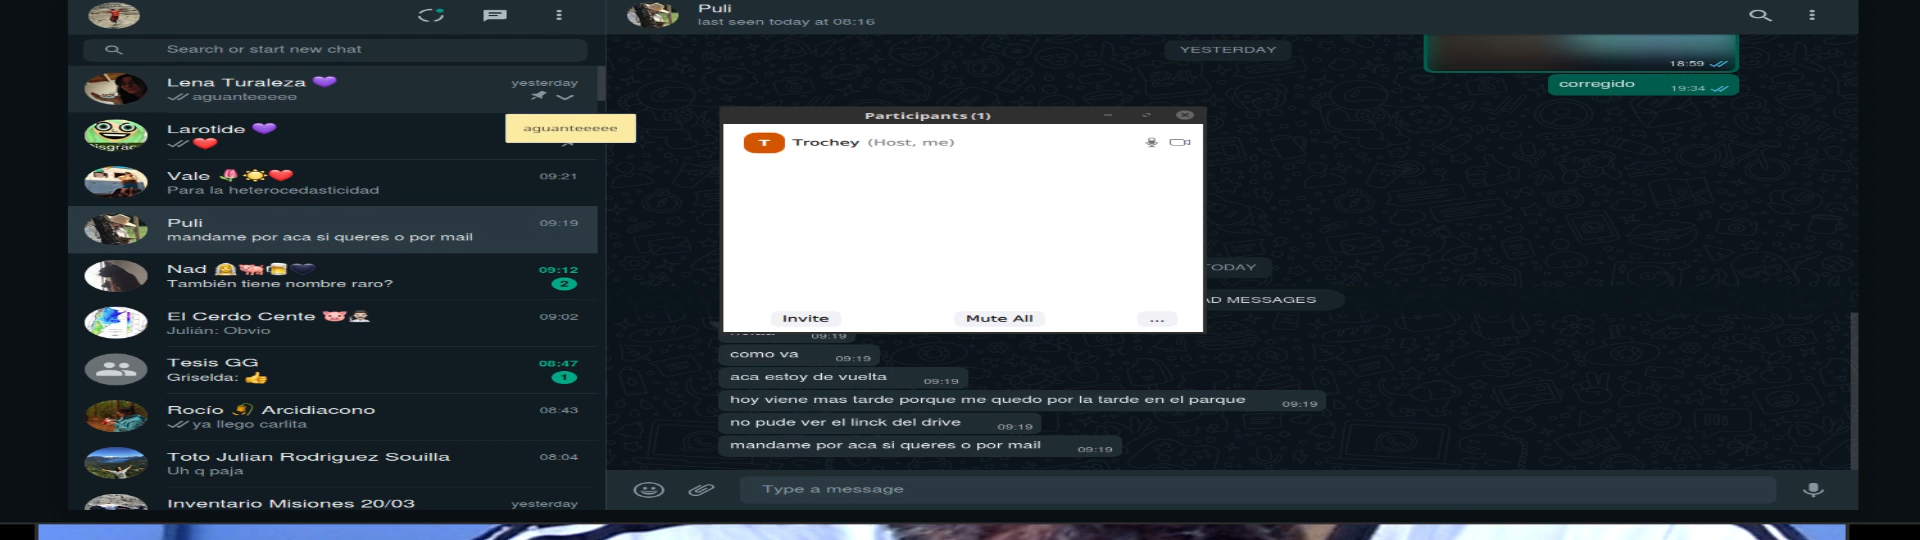 Search or start new chat
Lena Turaleza 💜
yesterday
aguanteeeee
Larotide 💜
❤️
aguanteeeee
Vale 🌷☀️❤️
09:21
Para la heterocedasticidad
Puli
09:19
mandame por aca si queres o por mail
Nad
09:12
También tiene nombre raro?
2
El Cerdo Cente
09:02
Julián: Obvio
Tesis GG
08:47
Griselda: 👍
1
Rocío Arcidiacono
08:43
ya llego carlita
Toto Julian Rodriguez Souilla
08:04
Uh q paja
Inventario Misiones 20/03
yesterday
Puli
last seen today at 08:16
YESTERDAY
18:59
corregido
19:34
Participants (1)
T
Trochey (Host, me)
Invite
Mute All
...
MESSAGES
09:19
como va
09:19
aca estoy de vuelta
09:19
hoy viene mas tarde porque me quedo por la tarde en el parque
09:19
no pude ver el linck del drive
09:19
mandame por aca si queres o por mail
09:19
Type a message